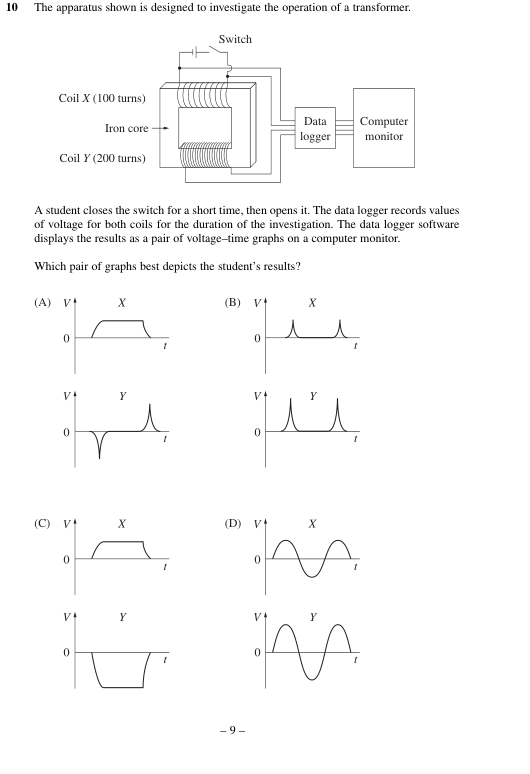 10 The apparatus shown is designed to investigate the operation of a transformer.
Switch
Coil X (100 turns)
Iron core
Coil Y (200 turns)
Data
logger
Computer
monitor
A student closes the switch for a short time, then opens it. The data logger records values
of voltage for both coils for the duration of the investigation. The data logger software
displays the results as a pair of voltage–time graphs on a computer monitor.
Which pair of graphs best depicts the student's results?
(A) V X
0
t
V Y
0
t
(B) V X
0
t
V Y
0
t
(C) V X
0
t
V Y
0
t
(D) V X
0
t
V Y
0
t
– 9 –